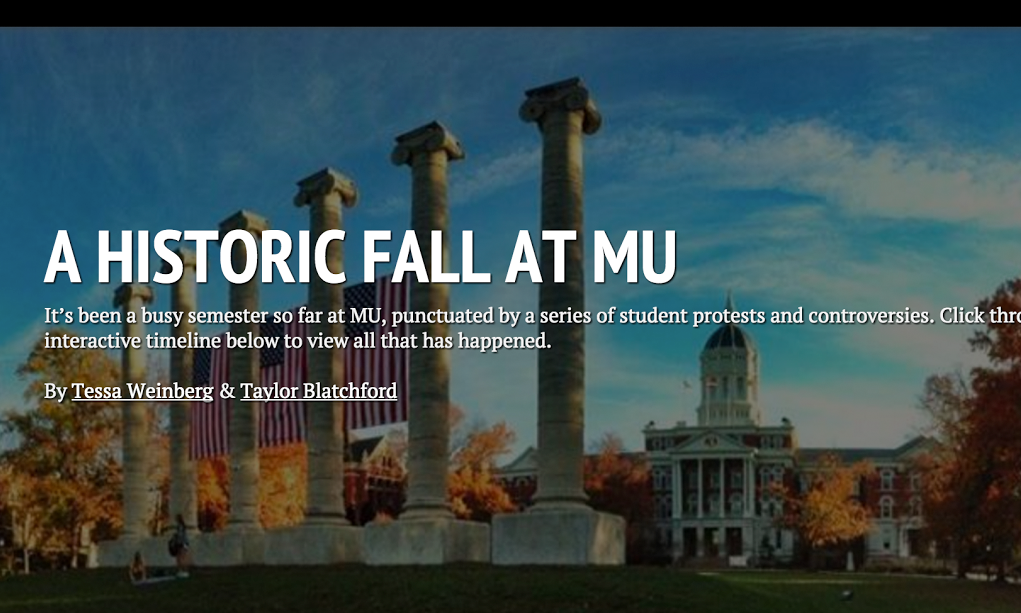 A HISTORIC FALL AT MU
It’s been a busy semester so far at MU, punctuated by a series of student protests and controversies. Click thro
interactive timeline below to view all that has happened.
By Tessa Weinberg & Taylor Blatchford